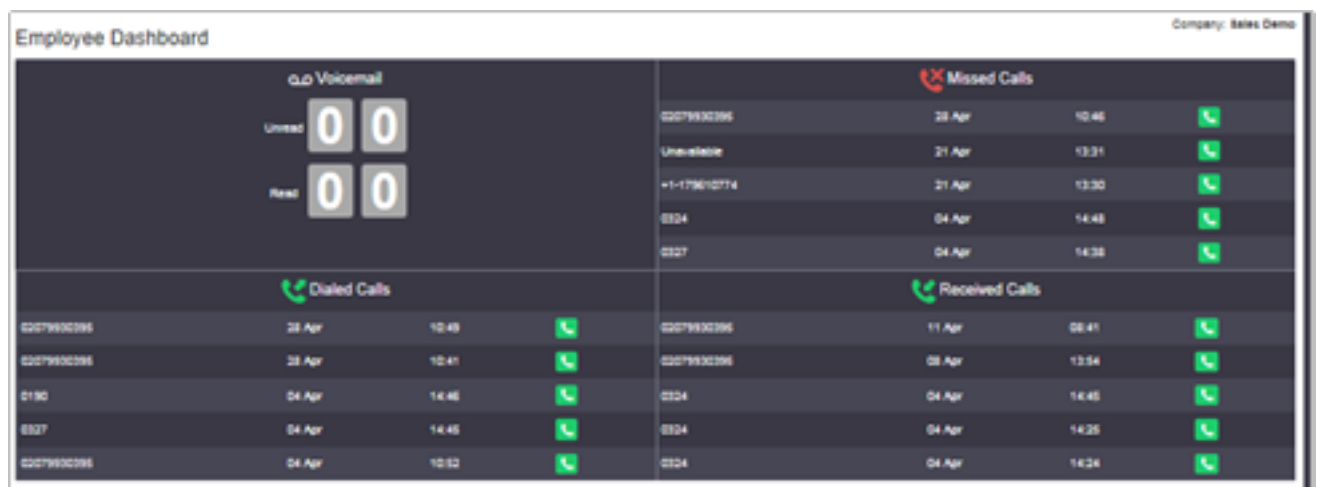 Employee Dashboard
Company: Sales Demo
Voicemail
Unread 0 0
Read 0 0
Missed Calls
02079930395 28 Apr 10:46
Unavailable 21 Apr 13:31
+1-179610774 21 Apr 13:30
0324 04 Apr 14:48
0327 04 Apr 14:38
Dialed Calls
02079930395 28 Apr 10:49
02079930395 28 Apr 10:41
0190 04 Apr 14:46
0327 04 Apr 14:45
02079930395 04 Apr 10:52
Received Calls
02079930395 11 Apr 08:41
02079930395 08 Apr 13:54
0324 04 Apr 14:45
0324 04 Apr 14:25
0324 04 Apr 14:24